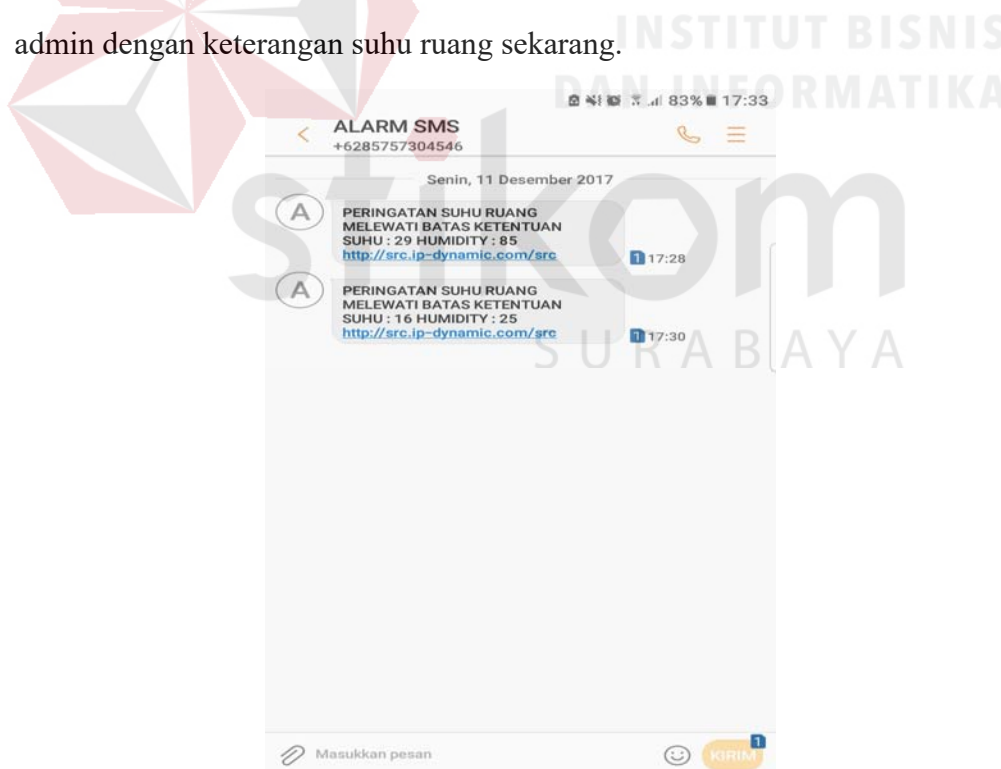 INSTITUT BISNIS
DAN INFORMATIKA
stikom
SURABAYA
admin dengan keterangan suhu ruang sekarang.
83% 17:33
ALARM SMS
+6285757304546
Senin, 11 Desember 2017
A
PERINGATAN SUHU RUANG
MELEWATI BATAS KETENTUAN
SUHU : 29 HUMIDITY : 85
http://src.ip-dynamic.com/src
1 17:28
A
PERINGATAN SUHU RUANG
MELEWATI BATAS KETENTUAN
SUHU : 16 HUMIDITY : 25
http://src.ip-dynamic.com/src
1 17:30
Masukkan pesan
KIRIM
1